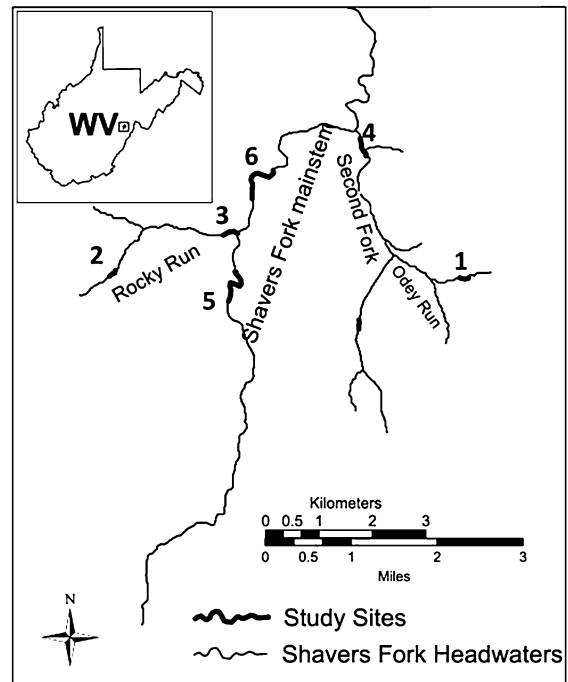 WV
4
6
3
2
5
1
Rocky Run
Shavers Fork mainstem
Second Fork
Odey Run
Kilometers
0 0.5 1 2 3
0 0.5 1 2 3
Miles
N
Study Sites
Shavers Fork Headwaters